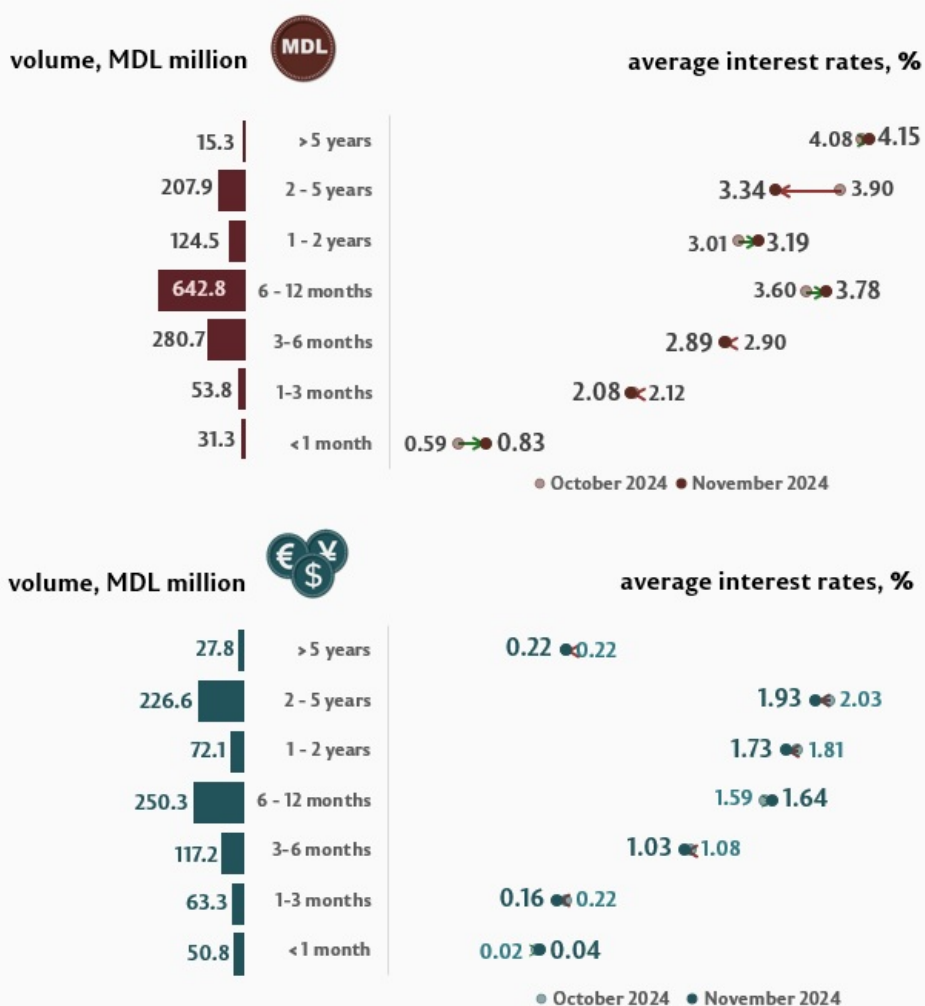 MDL
volume, MDL million average interest rates, %
15.3 > 5 years 4.08 4.15
207.9 2 - 5 years 3.34 3.90
124.5 1 - 2 years 3.01 3.19
642.8 6 - 12 months 3.60 3.78
280.7 3-6 months 2.89 2.90
53.8 1-3 months 2.08 2.12
31.3 < 1 month 0.59 0.83
October 2024 November 2024
€ ¥ $
volume, MDL million average interest rates, %
27.8 > 5 years 0.22 0.22
226.6 2 - 5 years 1.93 2.03
72.1 1 - 2 years 1.73 1.81
250.3 6 - 12 months 1.59 1.64
117.2 3-6 months 1.03 1.08
63.3 1-3 months 0.16 0.22
50.8 < 1 month 0.02 0.04
October 2024 November 2024